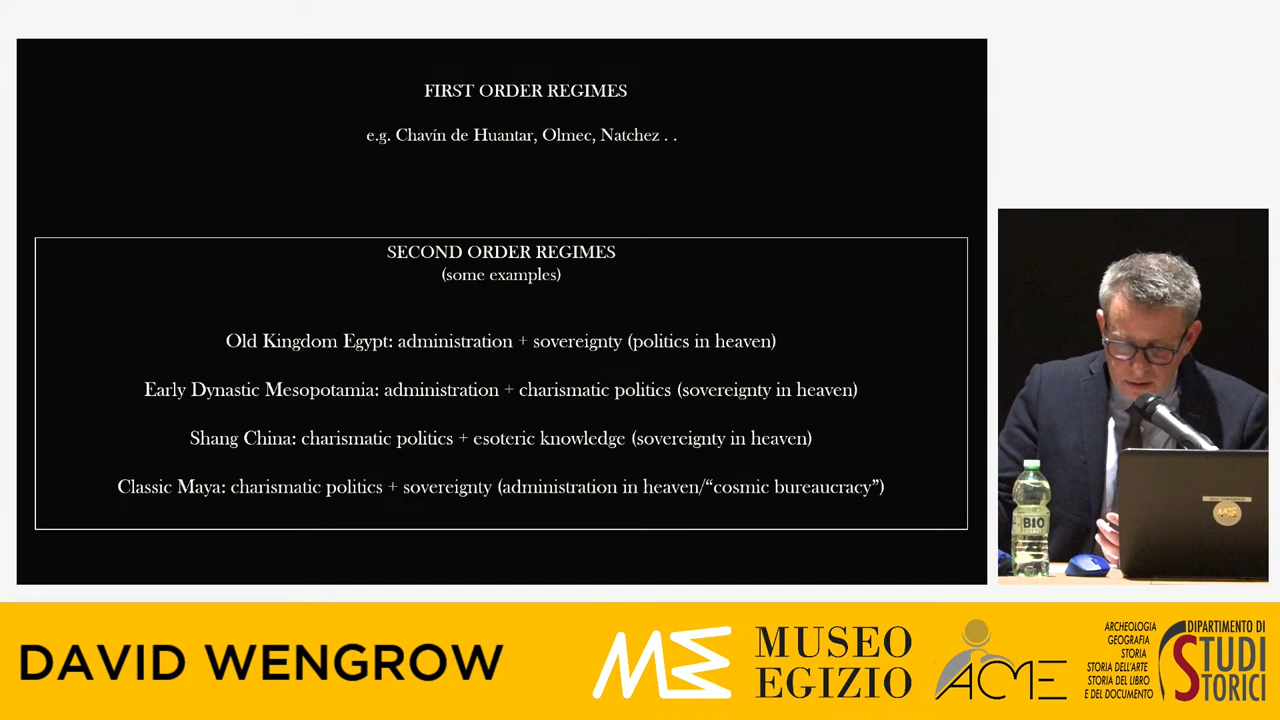 FIRST ORDER REGIMES
e.g. Chavín de Huantar, Olmec, Natchez . .
SECOND ORDER REGIMES
(some examples)
Old Kingdom Egypt: administration + sovereignty (politics in heaven)
Early Dynastic Mesopotamia: administration + charismatic politics (sovereignty in heaven)
Shang China: charismatic politics + esoteric knowledge (sovereignty in heaven)
Classic Maya: charismatic politics + sovereignty (administration in heaven/“cosmic bureaucracy”)
BIO
ME
DAVID WENGROW
ME
MUSEO
EGIZIO
ACME
ARCHEOLOGIA
GEOGRAFIA
STORIA
STORIA DELL'ARTE
STORIA DEL LIBRO
E DEL DOCUMENTO
DIPARTIMENTO DI
STUDI
STORICI